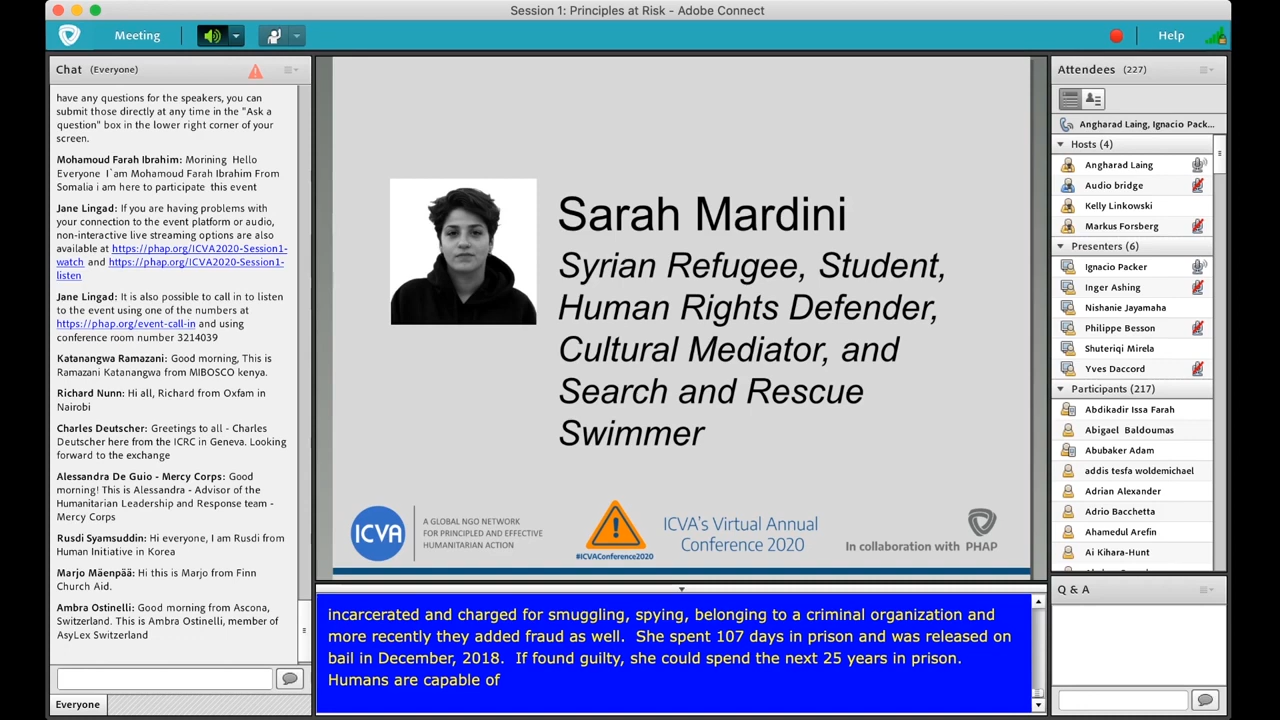 Session 1: Principles at Risk - Adobe Connect
Meeting
Help
Chat (Everyone)
have any questions for the speakers, you can
submit those directly at any time in the "Ask a
question" box in the lower right corner of your
screen.
Mohamoud Farah Ibrahim: Morining Hello
Everyone I`am Mohamoud Farah Ibrahim From
Somalia i am here to participate this event
Jane Lingad: If you are having problems with
your connection to the event platform or audio,
non-interactive live streaming options are also
available at https://phap.org/ICVA2020-Session1-
watch and https://phap.org/ICVA2020-Session1-
listen
Jane Lingad: It is also possible to call in to listen
to the event using one of the numbers at
https://phap.org/event-call-in and using
conference room number 3214039
Katanangwa Ramazani: Good morning, This is
Ramazani Katanangwa from MIBOSCO kenya.
Richard Nunn: Hi all, Richard from Oxfam in
Nairobi
Charles Deutscher: Greetings to all - Charles
Deutscher here from the ICRC in Geneva. Looking
forward to the exchange
Alessandra De Guio - Mercy Corps: Good
morning! This is Alessandra - Advisor of the
Humanitarian Leadership and Response team -
Mercy Corps
Rusdi Syamsuddin: Hi everyone, I am Rusdi from
Human Initiative in Korea
Marjo Mäenpää: Hi this is Marjo from Finn
Church Aid.
Ambra Ostinelli: Good morning from Ascona,
Switzerland. This is Ambra Ostinelli, member of
AsyLex Switzerland
Everyone
Sarah Mardini
Syrian Refugee, Student,
Human Rights Defender,
Cultural Mediator, and
Search and Rescue
Swimmer
ICVA
A GLOBAL NGO NETWORK
FOR PRINCIPLED AND EFFECTIVE
HUMANITARIAN ACTION
#ICVAConference2020
ICVA's Virtual Annual
Conference 2020
In collaboration with PHAP
incarcerated and charged for smuggling, spying, belonging to a criminal organization and
more recently they added fraud as well. She spent 107 days in prison and was released on
bail in December, 2018. If found guilty, she could spend the next 25 years in prison.
Humans are capable of
Attendees (227)
Angharad Laing, Ignacio Pack...
Hosts (4)
Angharad Laing
Audio bridge
Kelly Linkowski
Markus Forsberg
Presenters (6)
Ignacio Packer
Inger Ashing
Nishanie Jayamaha
Philippe Besson
Shuteriqi Mirela
Yves Daccord
Participants (217)
Abdikadir Issa Farah
Abigael Baldoumas
Abubaker Adam
addis tesfa woldemichael
Adrian Alexander
Adrio Bacchetta
Ahamedul Arefin
Ai Kihara-Hunt
Q & A